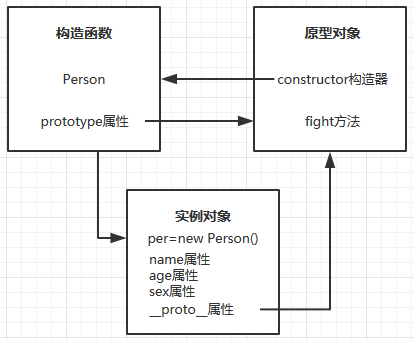 构造函数
Person
prototype属性
原型对象
constructor构造器
fight方法
实例对象
per=new Person()
name属性
age属性
sex属性
__proto__属性